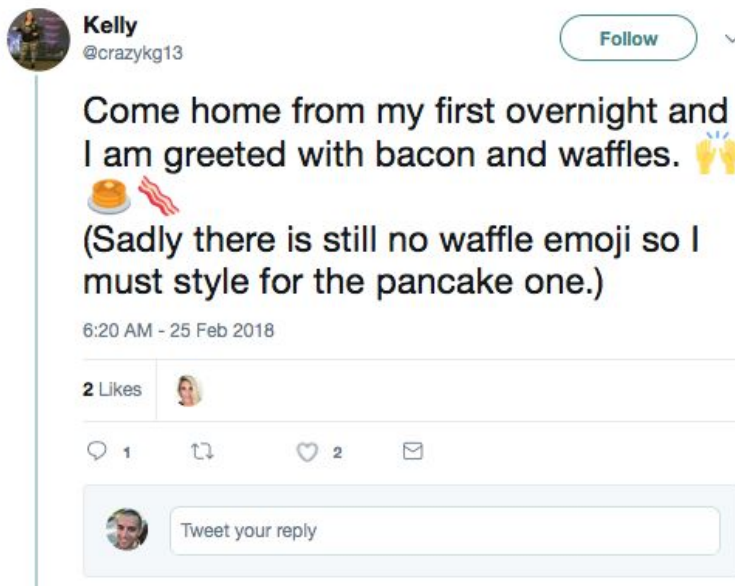 Kelly
@crazykg13
Follow
Come home from my first overnight and
I am greeted with bacon and waffles. 🙌
🥞🥓
(Sadly there is still no waffle emoji so I
must style for the pancake one.)
6:20 AM - 25 Feb 2018
2 Likes
1 2
Tweet your reply